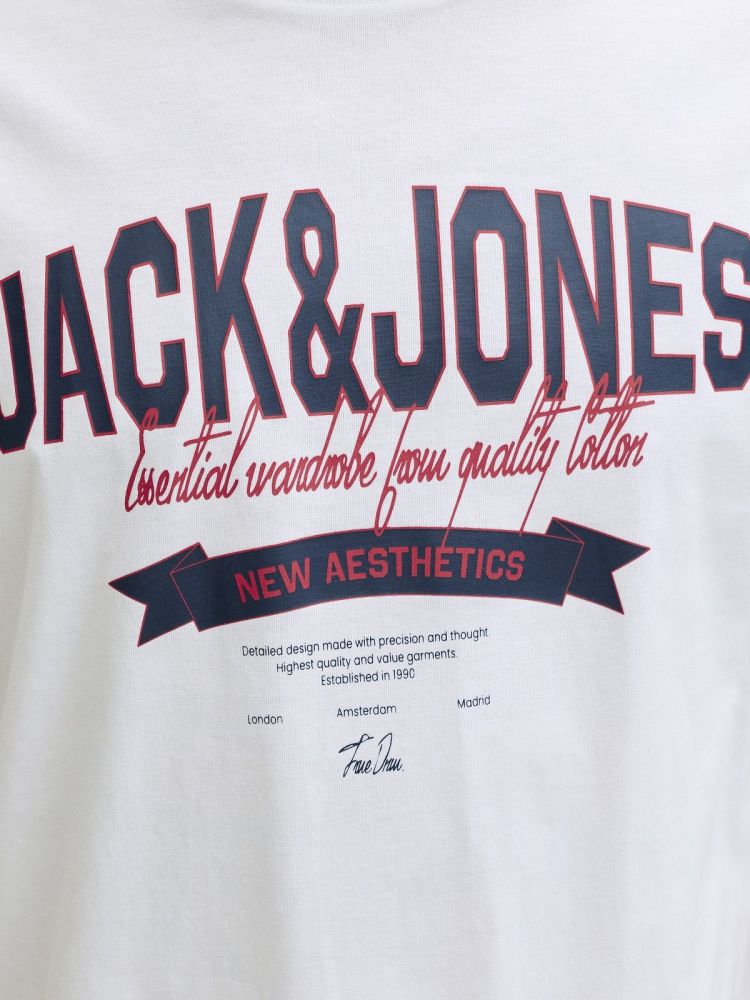 JACK&JONES
Essential wardrobe from quality Cotton
NEW AESTHETICS
Detailed design made with precision and thought.
Highest quality and value garments.
Established in 1990
London Amsterdam Madrid